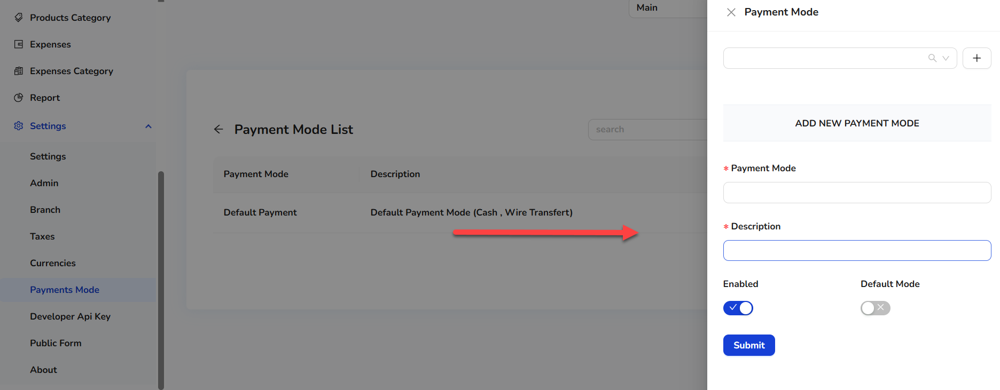 Products Category
Expenses
Expenses Category
Report
Settings
Settings
Admin
Branch
Taxes
Currencies
Payments Mode
Developer Api Key
Public Form
About
Main
Payment Mode List
search
Payment Mode
Description
Default Payment
Default Payment Mode (Cash , Wire Transfert)
Payment Mode
ADD NEW PAYMENT MODE
* Payment Mode
* Description
Enabled
Default Mode
Submit